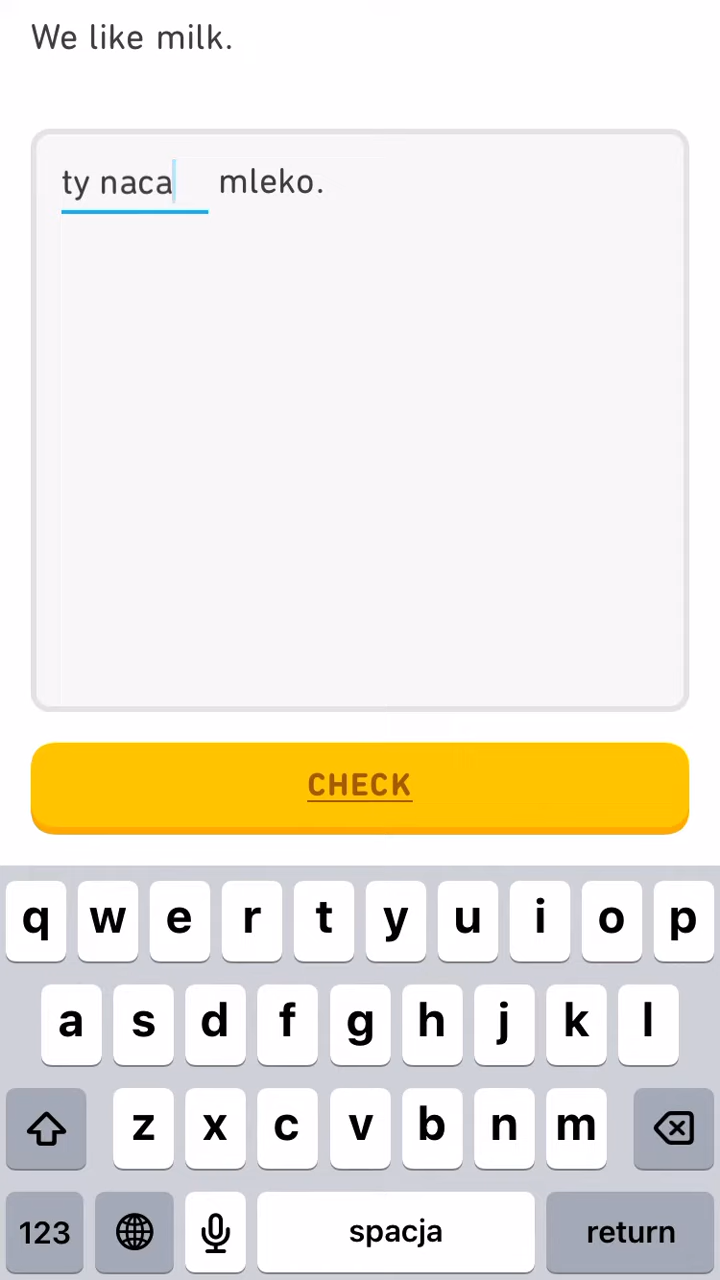 We like milk.
ty naca mleko.
CHECK
q w e r t y u i o p
a s d f g h j k l
z x c v b n m
123 spacja return